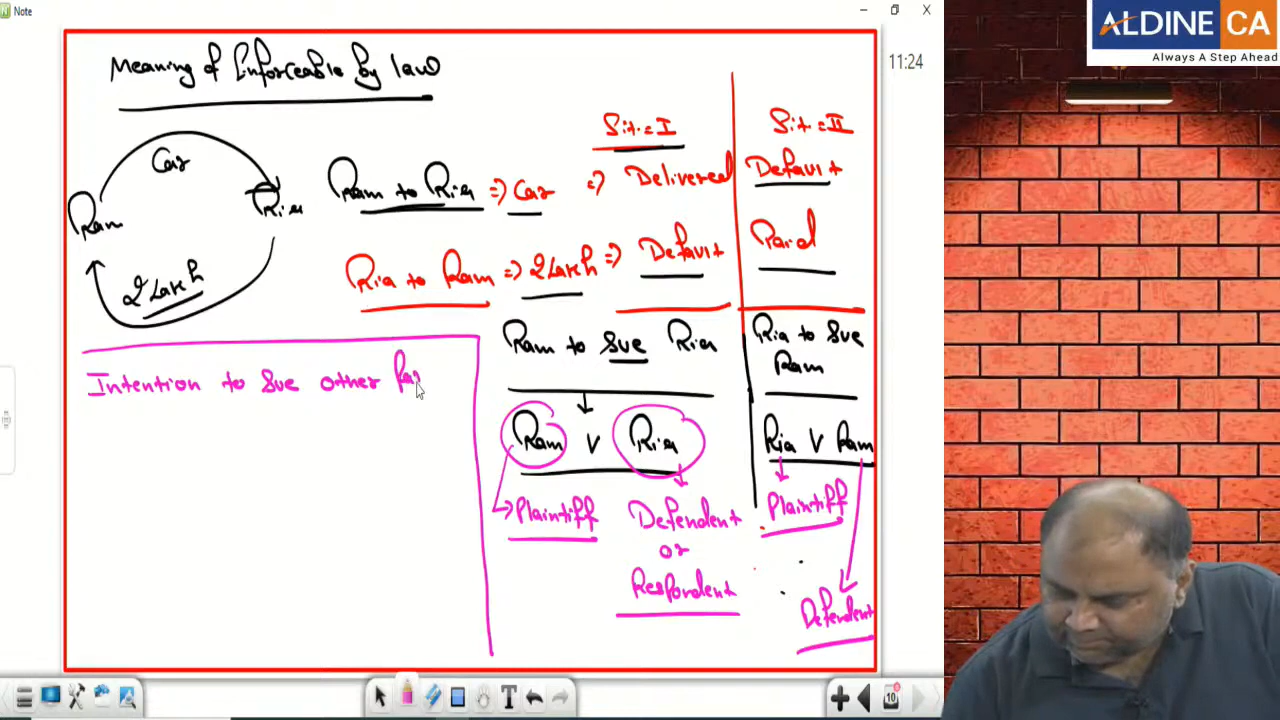 Note
ALDINE CA
Always A Step Ahead
11:24
Meaning of Enforceable by law
Sit = I
Sit = II
Car
Ram
Ria
2 Lakh
Ram to Ria => Car => Delivered
Default
Ria to Ram => 2 Lakh => Default
Paid
Ram to Sue Ria
Ria to Sue
Ram
Intention to Sue other Par
Ram V Ria
Ria V Ram
Plaintiff
Defendent
or
Respondent
Plaintiff
Defendent
10